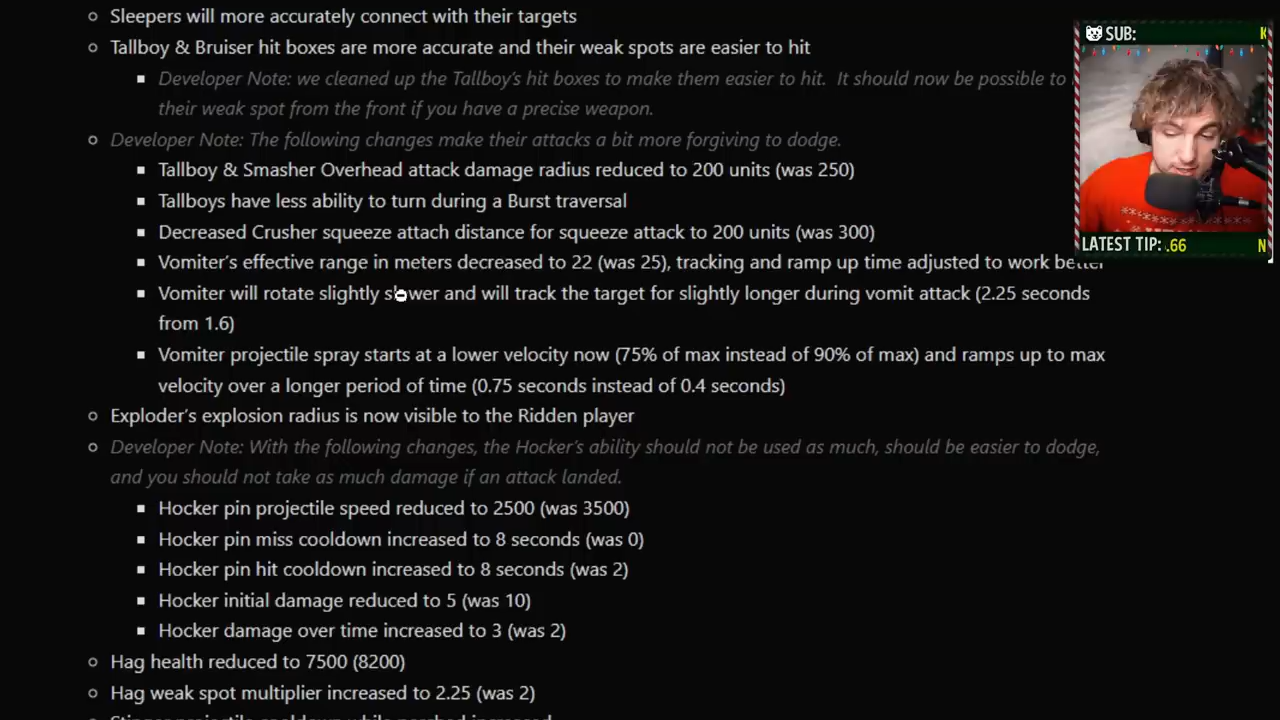 Sleepers will more accurately connect with their targets
Tallboy & Bruiser hit boxes are more accurate and their weak spots are easier to hit
Developer Note: we cleaned up the Tallboy's hit boxes to make them easier to hit. It should now be possible to
their weak spot from the front if you have a precise weapon.
Developer Note: The following changes make their attacks a bit more forgiving to dodge.
Tallboy & Smasher Overhead attack damage radius reduced to 200 units (was 250)
Tallboys have less ability to turn during a Burst traversal
Decreased Crusher squeeze attach distance for squeeze attack to 200 units (was 300)
Vomiter's effective range in meters decreased to 22 (was 25), tracking and ramp up time adjusted to work better
Vomiter will rotate slightly slower and will track the target for slightly longer during vomit attack (2.25 seconds
from 1.6)
Vomiter projectile spray starts at a lower velocity now (75% of max instead of 90% of max) and ramps up to max
velocity over a longer period of time (0.75 seconds instead of 0.4 seconds)
Exploder's explosion radius is now visible to the Ridden player
Developer Note: With the following changes, the Hocker's ability should not be used as much, should be easier to dodge,
and you should not take as much damage if an attack landed.
Hocker pin projectile speed reduced to 2500 (was 3500)
Hocker pin miss cooldown increased to 8 seconds (was 0)
Hocker pin hit cooldown increased to 8 seconds (was 2)
Hocker initial damage reduced to 5 (was 10)
Hocker damage over time increased to 3 (was 2)
Hag health reduced to 7500 (8200)
Hag weak spot multiplier increased to 2.25 (was 2)
Stinger projectile cooldown while perched increased
SUB: K
LATEST TIP: .66 N